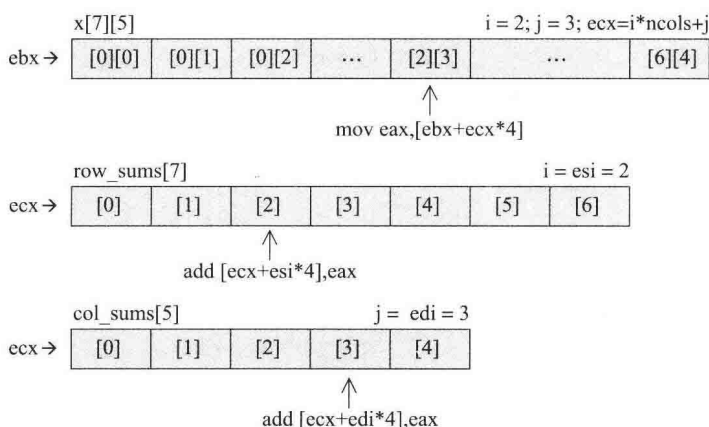 x[7][5] i = 2; j = 3; ecx=i*ncols+j
ebx → [0][0] [0][1] [0][2] ... [2][3] ... [6][4]
mov eax,[ebx+ecx*4]
row_sums[7] i = esi = 2
ecx → [0] [1] [2] [3] [4] [5] [6]
add [ecx+esi*4],eax
col_sums[5] j = edi = 3
ecx → [0] [1] [2] [3] [4]
add [ecx+edi*4],eax